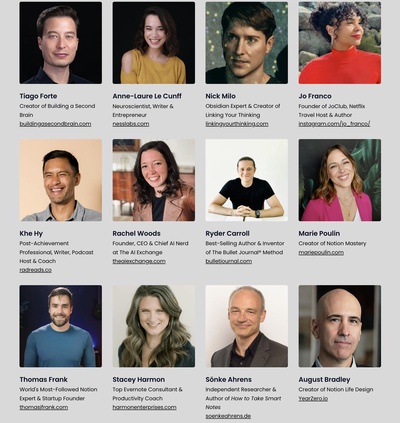 Tiago Forte
Creator of Building a Second
Brain
buildingasecondbrain.com
Anne-Laure Le Cunff
Neuroscientist, Writer &
Entrepreneur
nesslabs.com
Nick Milo
Obsidian Expert & Creator of
Linking Your Thinking
linkingyourthinking.com
Jo Franco
Founder of JoClub, Netflix
Travel Host & Author
instagram.com/jo_franco/
Khe Hy
Post-Achievement
Professional, Writer, Podcast
Host & Coach
radreads.co
Rachel Woods
Founder, CEO & Chief AI Nerd
at The AI Exchange
theaiexchange.com
Ryder Carroll
Best-Selling Author & Inventor
of The Bullet Journal® Method
bulletjournal.com
Marie Poulin
Creator of Notion Mastery
mariepoulin.com
Thomas Frank
World's Most-Followed Notion
Expert & Startup Founder
thomasjfrank.com
Stacey Harmon
Top Evernote Consultant &
Productivity Coach
harmonenterprises.com
Sönke Ahrens
Independent Researcher &
Author of How to Take Smart
Notes
soenkeahrens.de
August Bradley
Creator of Notion Life Design
YearZero.io